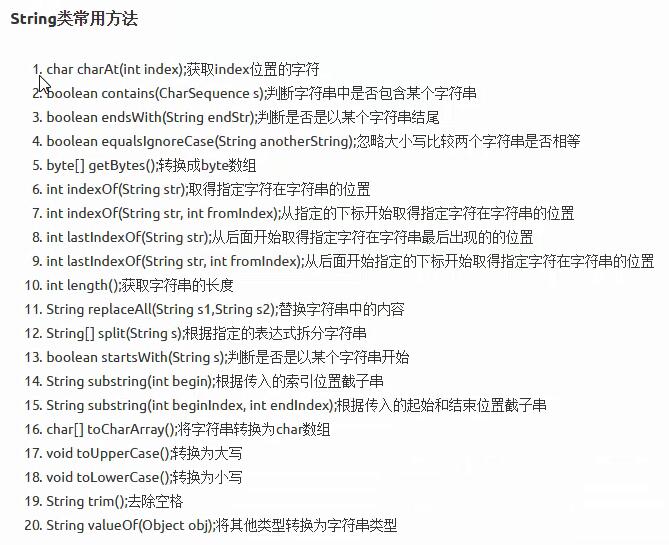 String类常用方法
1. char charAt(int index);获取index位置的字符
2. boolean contains(CharSequence s);判断字符串中是否包含某个字符串
3. boolean endsWith(String endStr);判断是否是以某个字符串结尾
4. boolean equalsIgnoreCase(String anotherString);忽略大小写比较两个字符串是否相等
5. byte[] getBytes();转换成byte数组
6. int indexOf(String str);取得指定字符在字符串的位置
7. int indexOf(String str, int fromIndex);从指定的下标开始取得指定字符在字符串的位置
8. int lastIndexOf(String str);从后面开始取得指定字符在字符串最后出现的的位置
9. int lastIndexOf(String str, int fromIndex);从后面开始指定的下标开始取得指定字符在字符串的位置
10. int length();获取字符串的长度
11. String replaceAll(String s1,String s2);替换字符串中的内容
12. String[] split(String s);根据指定的表达式拆分字符串
13. boolean startsWith(String s);判断是否是以某个字符串开始
14. String substring(int begin);根据传入的索引位置截子串
15. String substring(int beginIndex, int endIndex);根据传入的起始和结束位置截子串
16. char[] toCharArray();将字符串转换为char数组
17. void toUpperCase();转换为大写
18. void toLowerCase();转换为小写
19. String trim();去除空格
20. String valueOf(Object obj);将其他类型转换为字符串类型